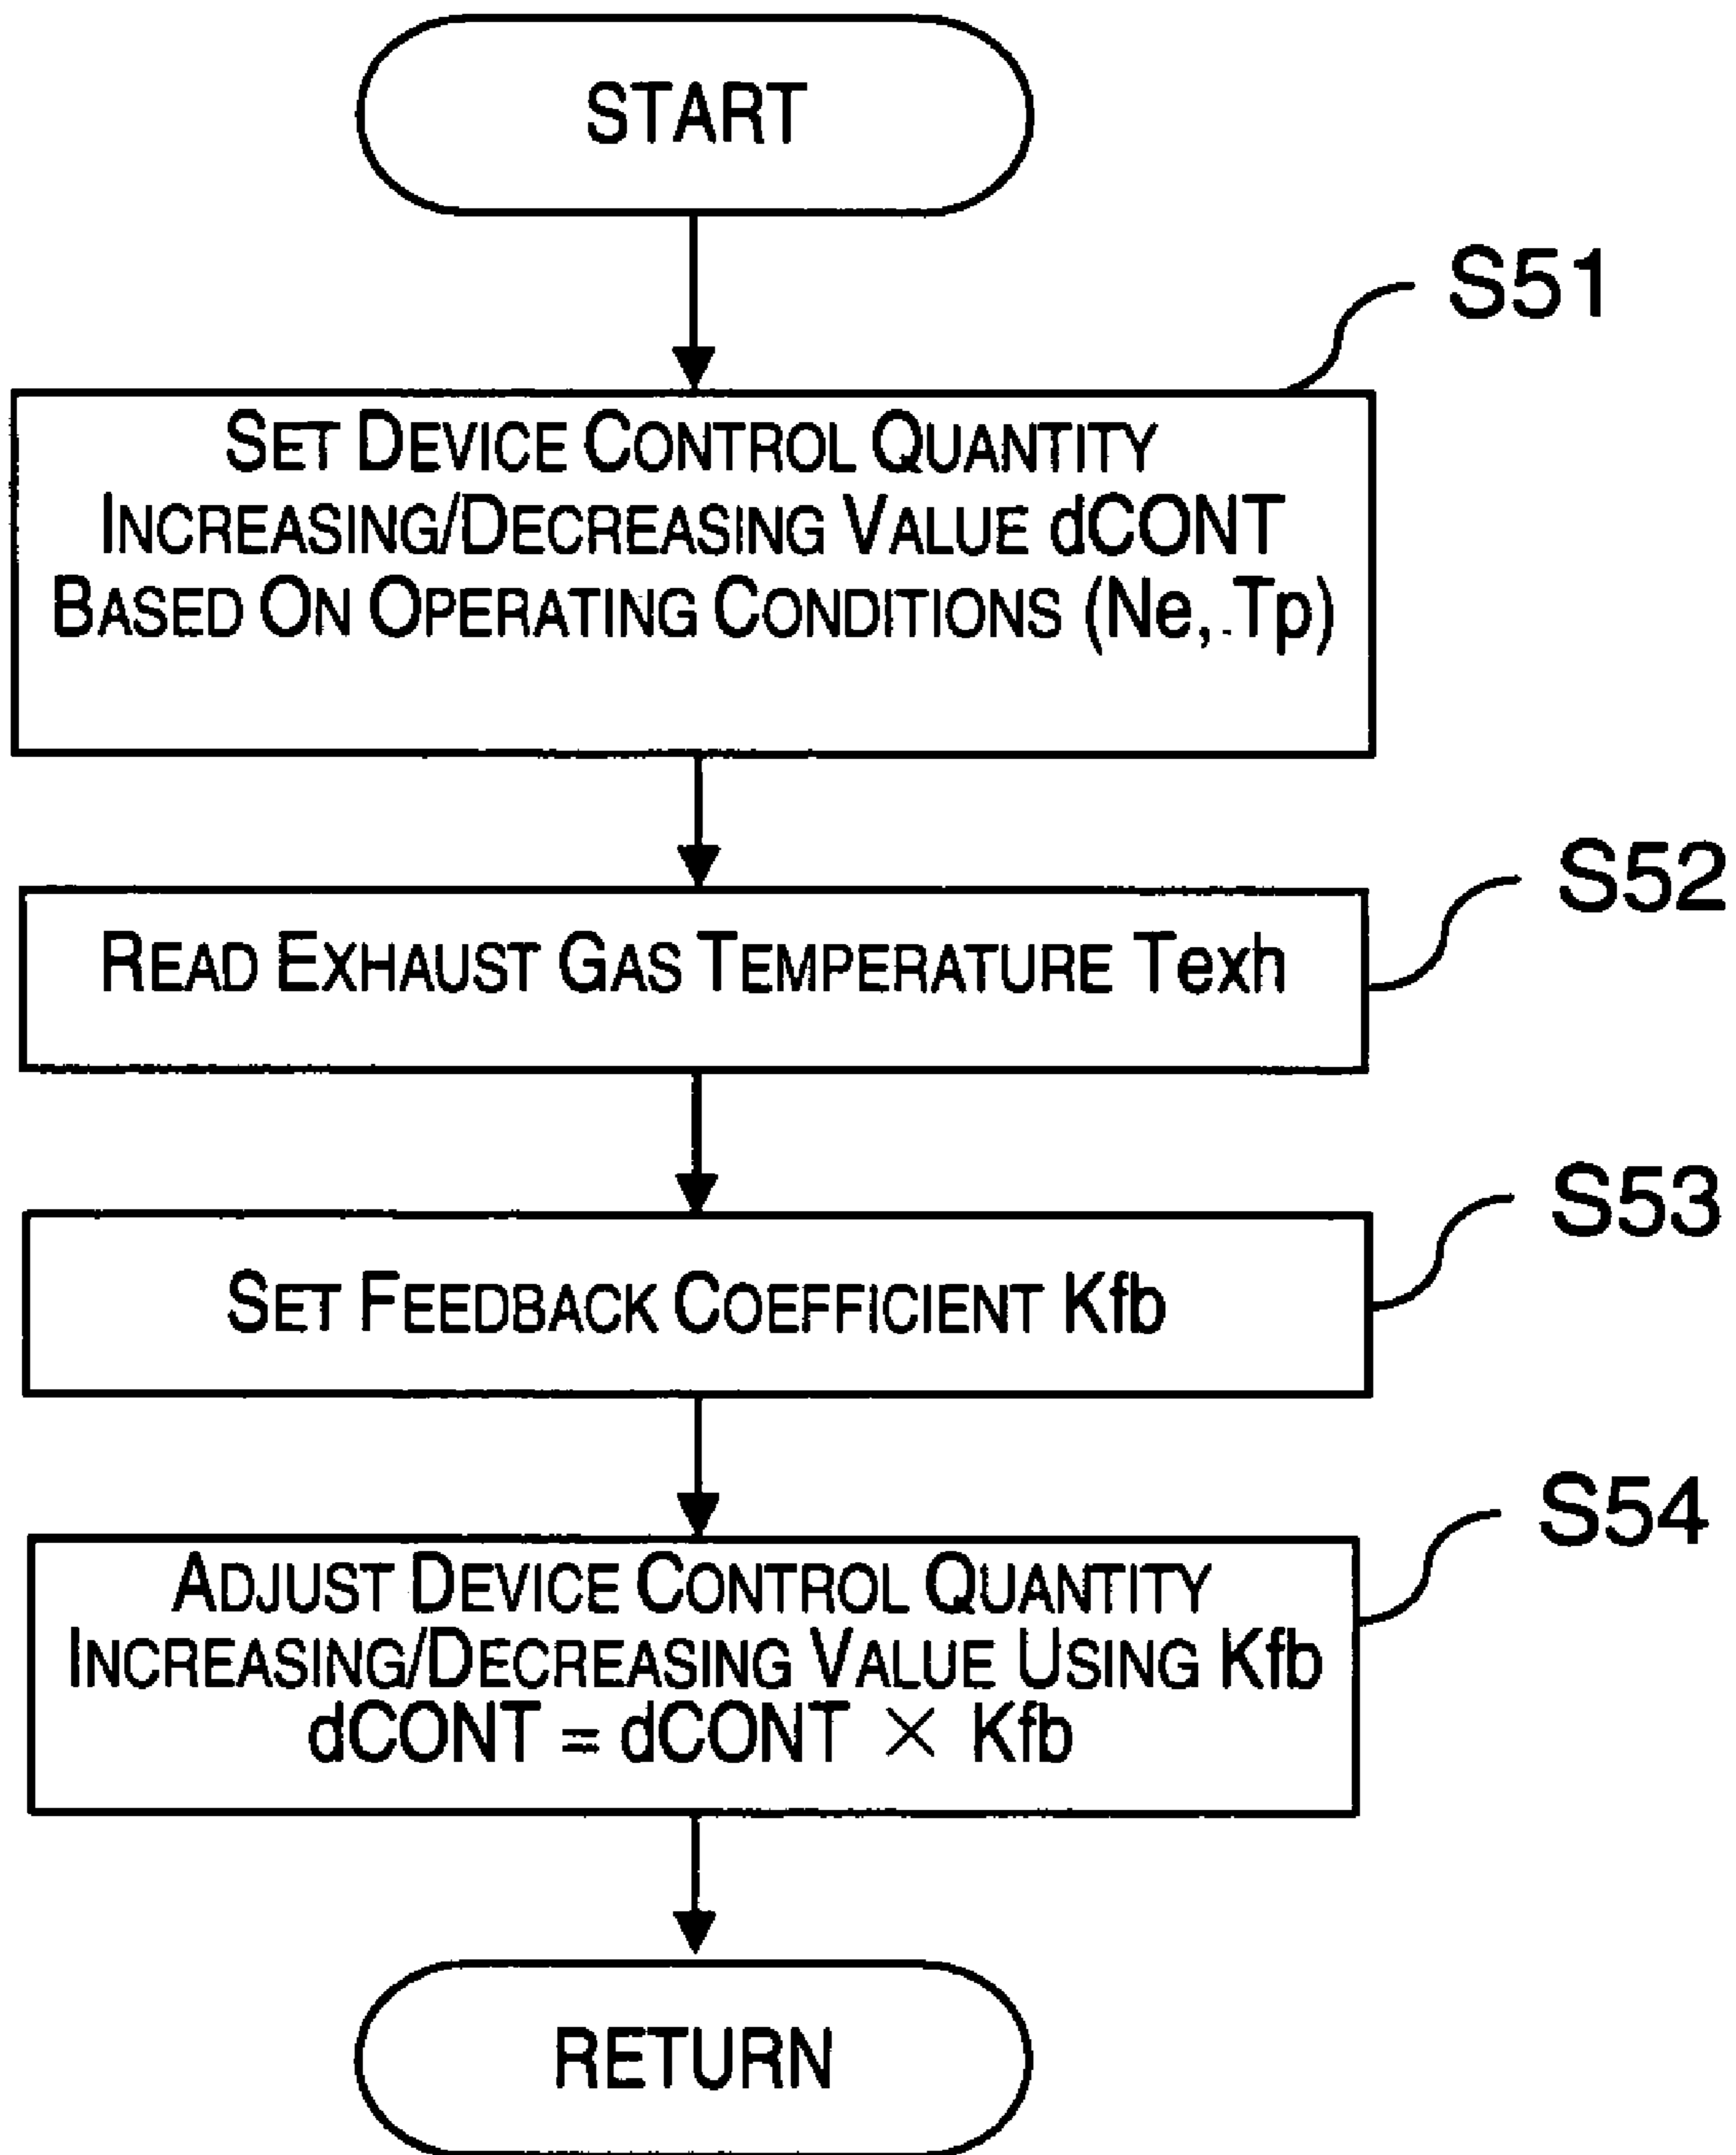 START
S51
SET DEVICE CONTROL QUANTITY
INCREASING/DECREASING VALUE dCONT
BASED ON OPERATING CONDITIONS (Ne, Tp)
S52
READ EXHAUST GAS TEMPERATURE Texh
S53
SET FEEDBACK COEFFICIENT Kfb
S54
ADJUST DEVICE CONTROL QUANTITY
INCREASING/DECREASING VALUE USING Kfb
dCONT = dCONT × Kfb
RETURN